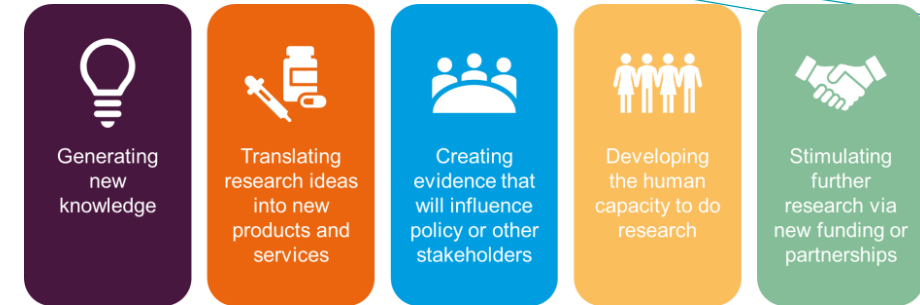 Generating
new
knowledge
Translating
research ideas
into new
products and
services
Creating
evidence that
will influence
policy or other
stakeholders
Developing
the human
capacity to do
research
Stimulating
further
research via
new funding or
partnerships